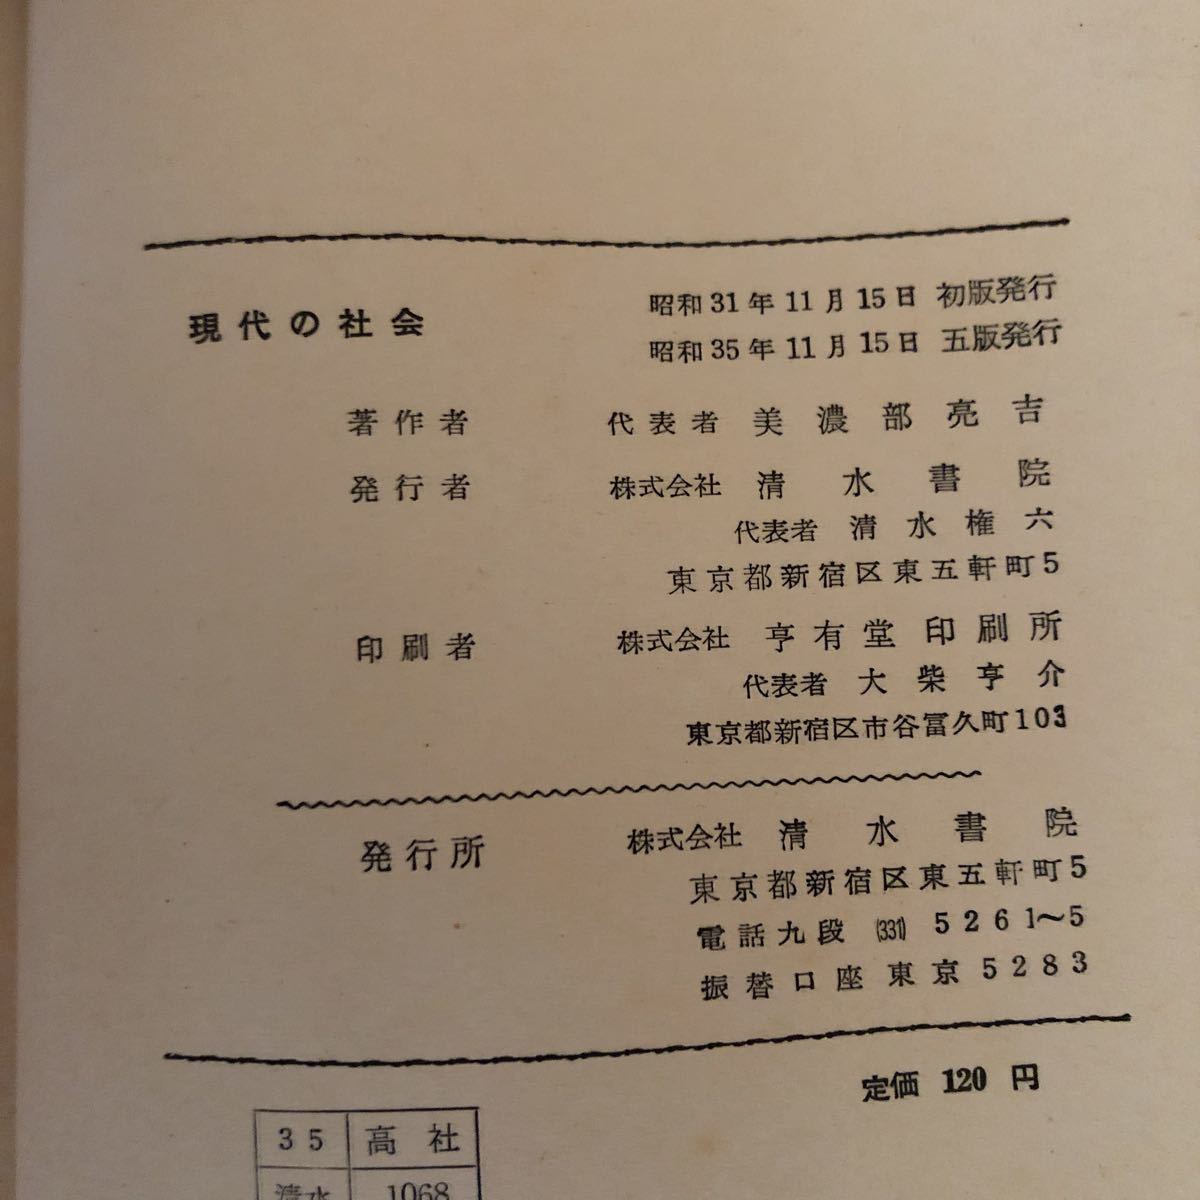 現代の社会
昭和31年11月15日 初版発行
昭和35年11月15日 五版発行
著作者 代表者 美濃部亮吉
発行者 株式会社 清水書院
代表者 清水権六
東京都新宿区東五軒町5
印刷者 株式会社 亨有堂印刷所
代表者 大柴亨介
東京都新宿区市谷冨久町103
発行所 株式会社 清水書院
東京都新宿区東五軒町5
電話九段 (331) 5261~5
振替口座東京5283
定価 120 円
35 高社
清水 1068